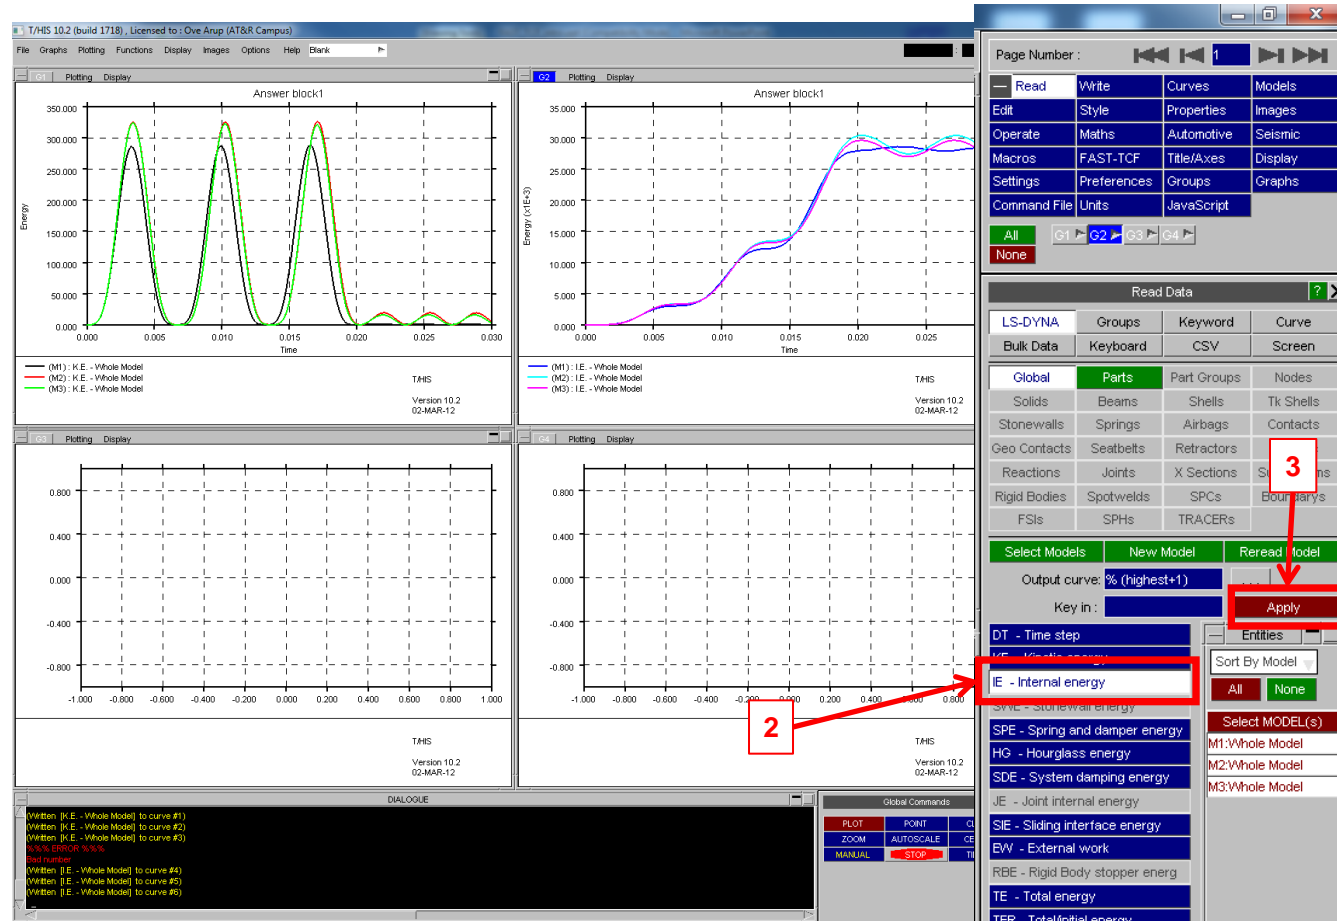 T/HIS 10.2 (build 1718) , Licensed to : Ove Arup (AT&R Campus)
File Graphs Plotting Functions Display Images Options Help Blank
G1 Plotting Display
Answer block1
350.000
300.000
250.000
200.000
150.000
100.000
50.000
0.000
Energy
0.000 0.005 0.010 0.015 0.020 0.025 0.030
Time
(M1) : K.E. - Whole Model
(M2) : K.E. - Whole Model
(M3) : K.E. - Whole Model
T/HIS
Version 10.2
02-MAR-12
G2 Plotting Display
Answer block1
35.000
30.000
25.000
20.000
15.000
10.000
5.000
0.000
Energy (x1E+3)
0.000 0.005 0.010 0.015 0.020 0.025
Time
(M1) : I.E. - Whole Model
(M2) : I.E. - Whole Model
(M3) : I.E. - Whole Model
T/HIS
Version 10.2
02-MAR-12
G3 Plotting Display
0.800
0.400
0.000
-0.400
-0.800
-1.000 -0.800 -0.600 -0.400 -0.200 0.000 0.200 0.400 0.600 0.800 1.000
T/HIS
Version 10.2
02-MAR-12
G4 Plotting Display
0.800
0.400
0.000
-0.400
-0.800
-1.000 -0.800 -0.600 -0.400 -0.200 0.000 0.200 0.400 0.600 0.800
2
T/HIS
Version 10.2
02-MAR-12
DIALOGUE
(Written [K.E. - Whole Model] to curve #1)
(Written [K.E. - Whole Model] to curve #2)
(Written [K.E. - Whole Model] to curve #3)
%%% ERROR %%%
Bad number
(Written [I.E. - Whole Model] to curve #4)
(Written [I.E. - Whole Model] to curve #5)
(Written [I.E. - Whole Model] to curve #6)
Global Commands
PLOT POINT CL
ZOOM AUTOSCALE CE
MANUAL STOP TI
Page Number : 1
Read Write Curves Models
Edit Style Properties Images
Operate Maths Automotive Seismic
Macros FAST-TCF Title/Axes Display
Settings Preferences Groups Graphs
Command File Units JavaScript
All G1 G2 G3 G4
None
Read Data ? X
LS-DYNA Groups Keyword Curve
Bulk Data Keyboard CSV Screen
Global Parts Part Groups Nodes
Solids Beams Shells Tk Shells
Stonewalls Springs Airbags Contacts
Geo Contacts Seatbelts Retractors
Reactions Joints X Sections
3
Rigid Bodies Spotwelds SPCs Boundarys
FSIs SPHs TRACERs
Select Models New Model Reread Model
Output curve: % (highest+1) ...
Key in : Apply
DT - Time step
KE - Kinetic energy
IE - Internal energy
SWE - Stonewall energy
SPE - Spring and damper energy
HG - Hourglass energy
SDE - System damping energy
JE - Joint internal energy
SIE - Sliding interface energy
EW - External work
RBE - Rigid Body stopper energ
TE - Total energy
TER - Total/initial energy
Entities
Sort By Model
All None
Select MODEL(s)
M1:Whole Model
M2:Whole Model
M3:Whole Model